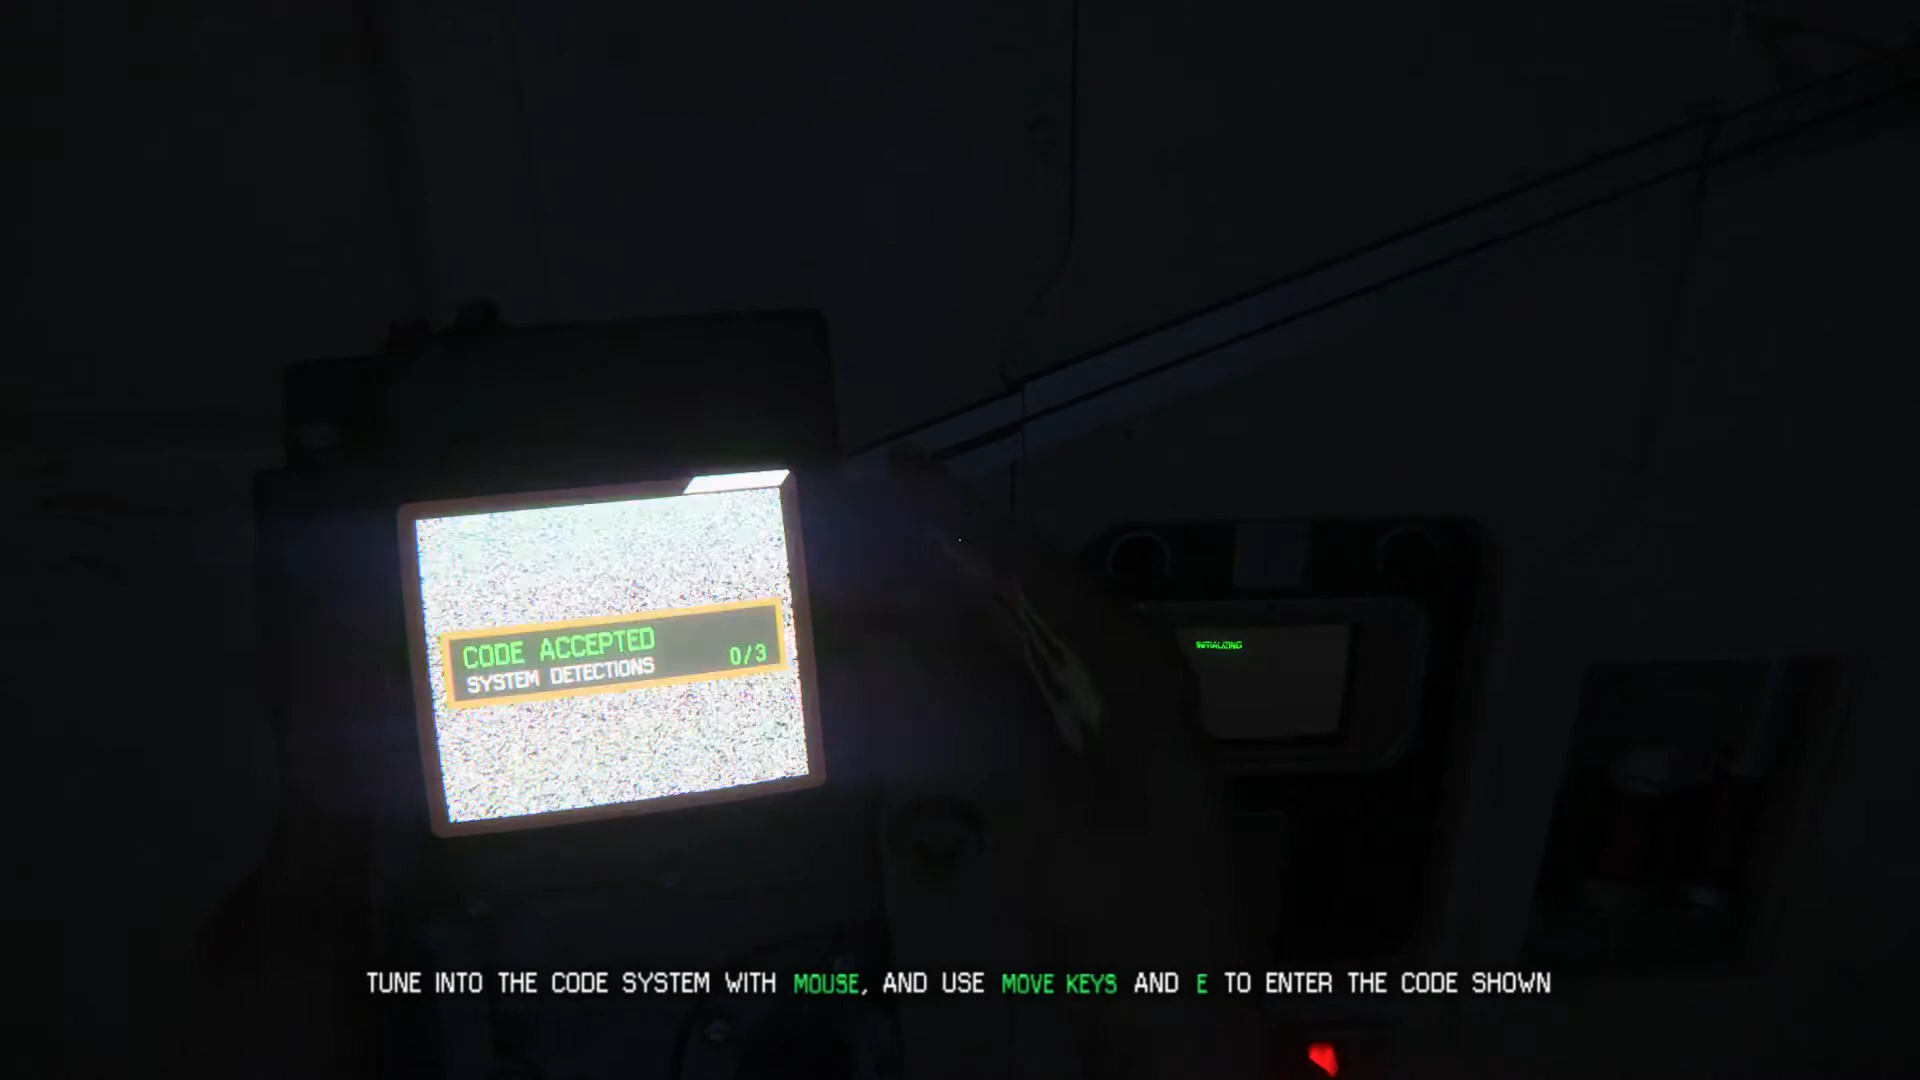 CODE ACCEPTED
SYSTEM DETECTIONS 0/3
INITIALIZING
TUNE INTO THE CODE SYSTEM WITH MOUSE, AND USE MOVE KEYS AND E TO ENTER THE CODE SHOWN